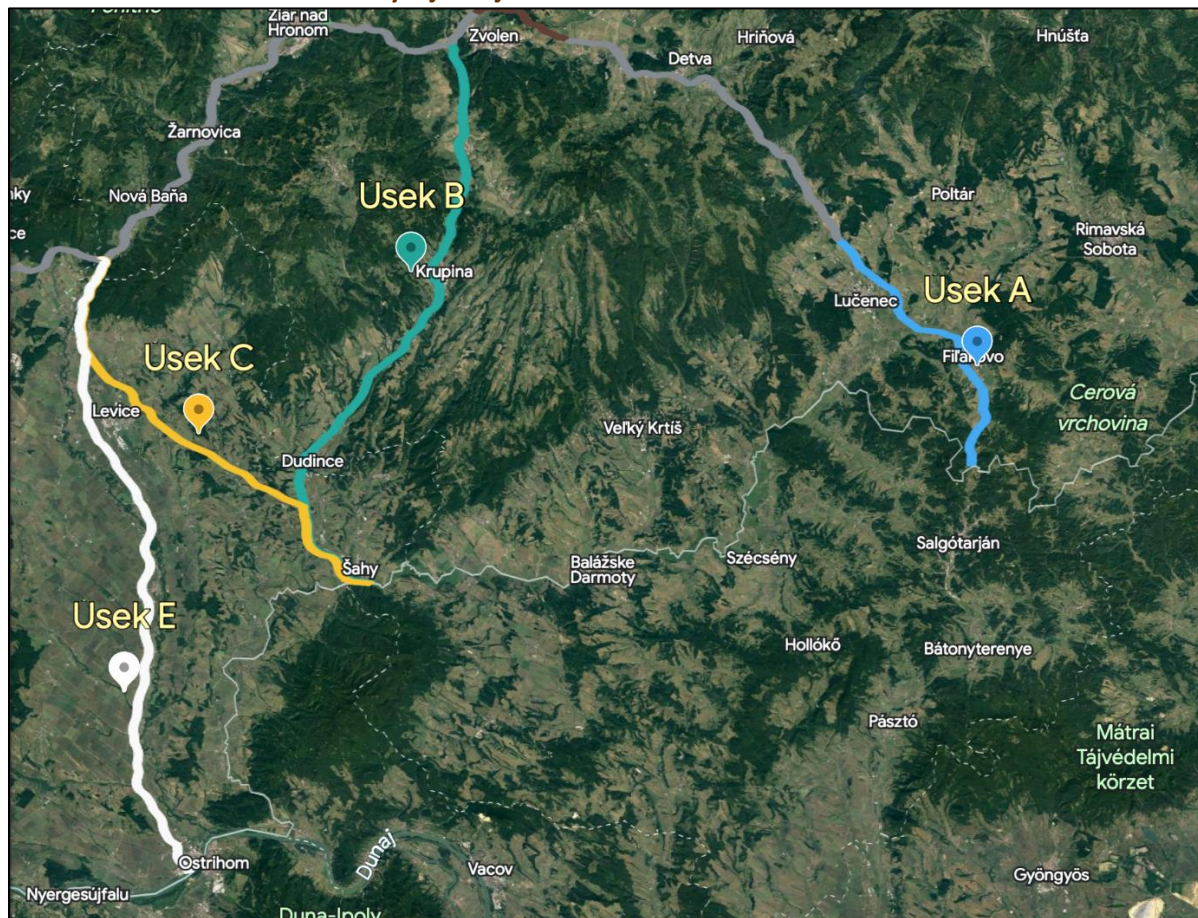 Žiar nad
Hronom
Zvolen
Detva
Hriňová
Hnúšťa
Žarnovica
Nová Baňa
Usek B
Poltár
Rimavská
Sobota
Krupina
Lučenec
Usek A
Fiľakovo
Usek C
Levice
Cerová
vrchovina
Veľký Krtíš
Dudince
Salgótarján
Šahy
Balážske
Darmoty
Szécsény
Usek E
Hollókő
Bátonyterenye
Pásztó
Mátrai
Tájvédelmi
körzet
Ostrihom
Dunaj
Vacov
Gyöngyös
Nyergesújfalu
Duna-Ipoly